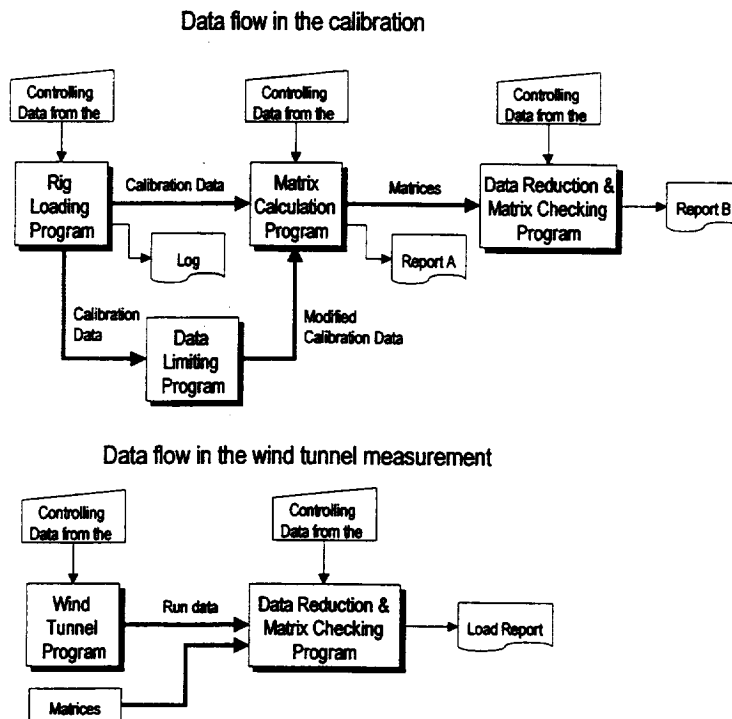 Data flow in the calibration
Controlling
Data from the
Controlling
Data from the
Controlling
Data from the
Rig
Loading
Program
Calibration Data
Matrix
Calculation
Program
Matrices
Data Reduction &
Matrix Checking
Program
Report B
Log
Report A
Calibration
Data
Data
Limiting
Program
Modified
Calibration Data
Data flow in the wind tunnel measurement
Controlling
Data from the
Controlling
Data from the
Wind
Tunnel
Program
Run data
Data Reduction &
Matrix Checking
Program
Load Report
Matrices